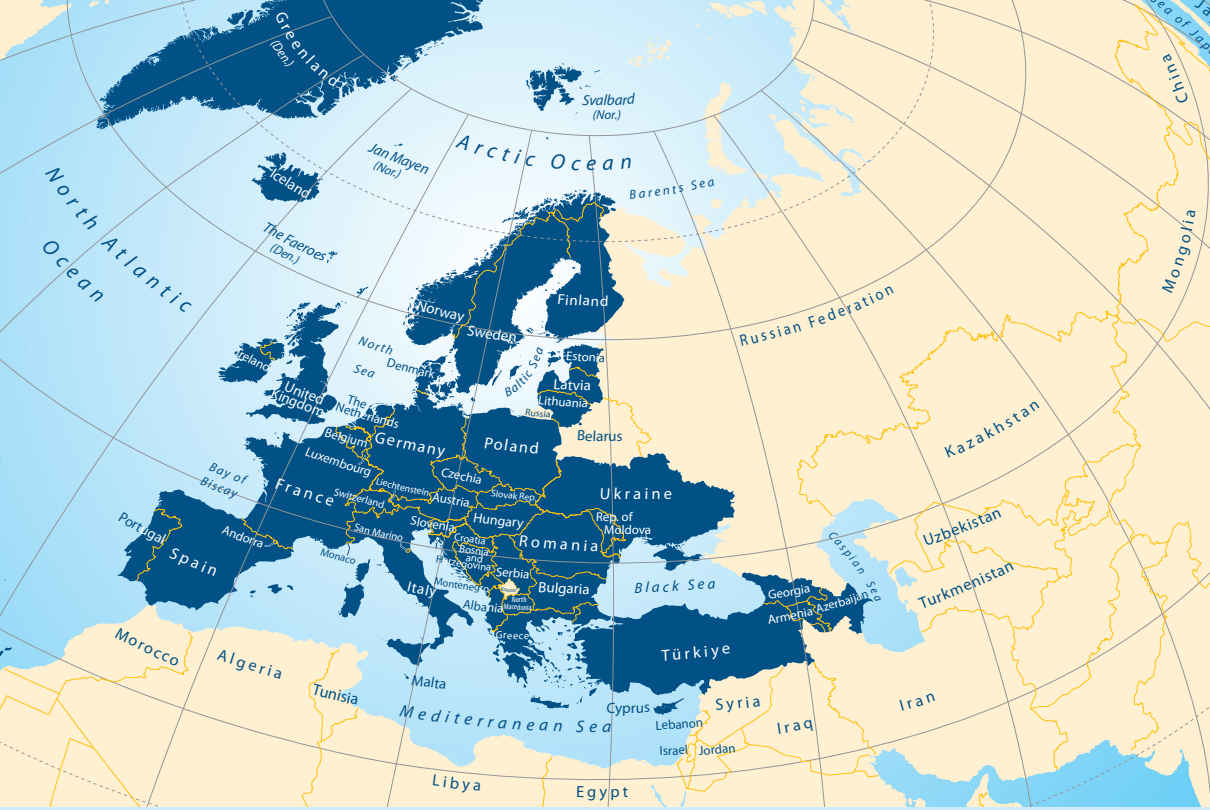 Greenland
(Den.)
Svalbard
(Nor.)
Sea of Jap
Ja
China
Jan Mayen
(Nor.)
Arctic Ocean
Barents Sea
Iceland
North Atlantic
Ocean
The Faeroes
(Den.)
Mongolia
Norway
Sweden
Finland
Russian Federation
North
Sea
Denmark
Baltic Sea
Estonia
Latvia
Lithuania
Russia
Ireland
United
Kingdom
The
Netherlands
Belgium
Germany
Poland
Belarus
Kazakhstan
Luxembourg
Czechia
Bay of
Biscay
France
Liechtenstein
Switzerland
Austria
Slovak Rep.
Ukraine
Portugal
Andorra
San Marino
Slovenia
Hungary
Rep. of
Moldova
Uzbekistan
Spain
Monaco
Croatia
Bosnia
and
Herzegovina
Romania
Caspian Sea
Serbia
Turkmenistan
Italy
Montenegro
Bulgaria
Black Sea
Georgia
Albania
North
Macedonia
Armenia
Azerbaijan
Greece
Türkiye
Morocco
Algeria
Tunisia
Malta
Mediterranean Sea
Cyprus
Syria
Lebanon
Iraq
Iran
Israel
Jordan
Libya
Egypt